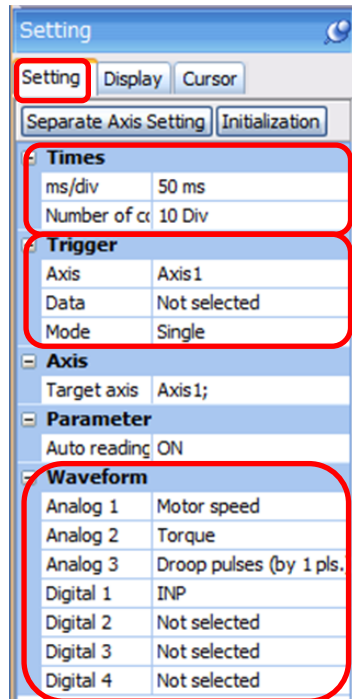 Setting
Setting Display Cursor
Separate Axis Setting Initialization
Times
ms/div 50 ms
Number of co 10 Div
Trigger
Axis Axis1
Data Not selected
Mode Single
Axis
Target axis Axis1;
Parameter
Auto reading ON
Waveform
Analog 1 Motor speed
Analog 2 Torque
Analog 3 Droop pulses (by 1 pls.)
Digital 1 INP
Digital 2 Not selected
Digital 3 Not selected
Digital 4 Not selected